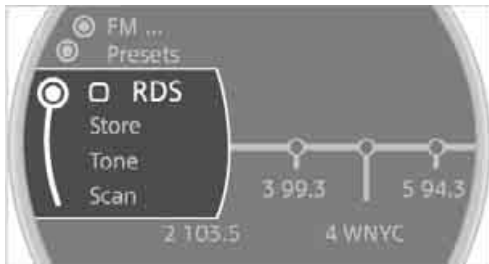 FM ...
Presets
RDS
Store
Tone
Scan
3 99.3
5 94.3
2 103.5
4 WNYC